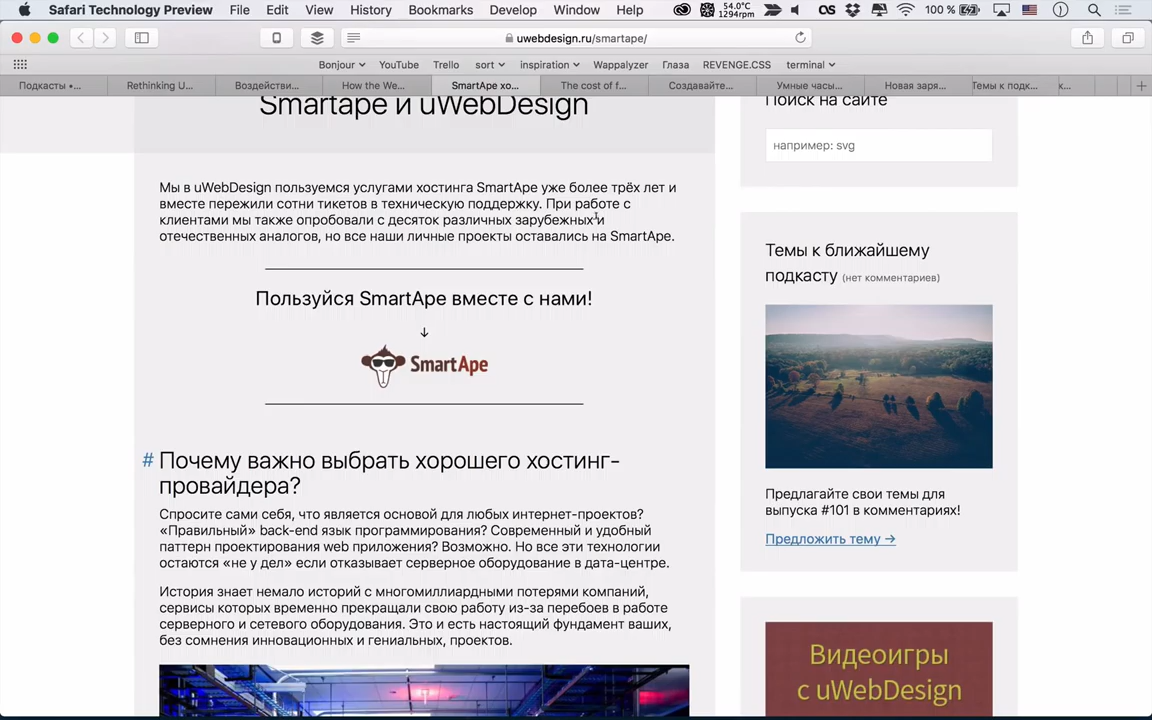 Safari Technology Preview File Edit View History Bookmarks Develop Window Help
54.0°C
1294rpm
OS
100 %
uwebdesign.ru/smartape/
Bonjour YouTube Trello sort inspiration Wappalyzer Глаза REVENGE.CSS terminal
Подкасты •... Rethinking U... Воздействи... How the We... SmartApe хо... The cost of f... Создавайте... Умные часы... Новая заря... Темы к подк... к...
Smartape и uWebDesign
Мы в uWebDesign пользуемся услугами хостинга SmartApe уже более трёх лет и
вместе пережили сотни тикетов в техническую поддержку. При работе с
клиентами мы также опробовали с десяток различных зарубежных и
отечественных аналогов, но все наши личные проекты оставались на SmartApe.
Пользуйся SmartApe вместе с нами!
↓
SmartApe
# Почему важно выбрать хорошего хостинг-
провайдера?
Спросите сами себя, что является основой для любых интернет-проектов?
«Правильный» back-end язык программирования? Современный и удобный
паттерн проектирования web приложения? Возможно. Но все эти технологии
остаются «не у дел» если отказывает серверное оборудование в дата-центре.
История знает немало историй с многомиллиардными потерями компаний,
сервисы которых временно прекращали свою работу из-за перебоев в работе
серверного и сетевого оборудования. Это и есть настоящий фундамент ваших,
без сомнения инновационных и гениальных, проектов.
Поиск на сайте
например: svg
Темы к ближайшему
подкасту (нет комментариев)
Предлагайте свои темы для
выпуска #101 в комментариях!
Предложить тему →
Видеоигры
с uWebDesign